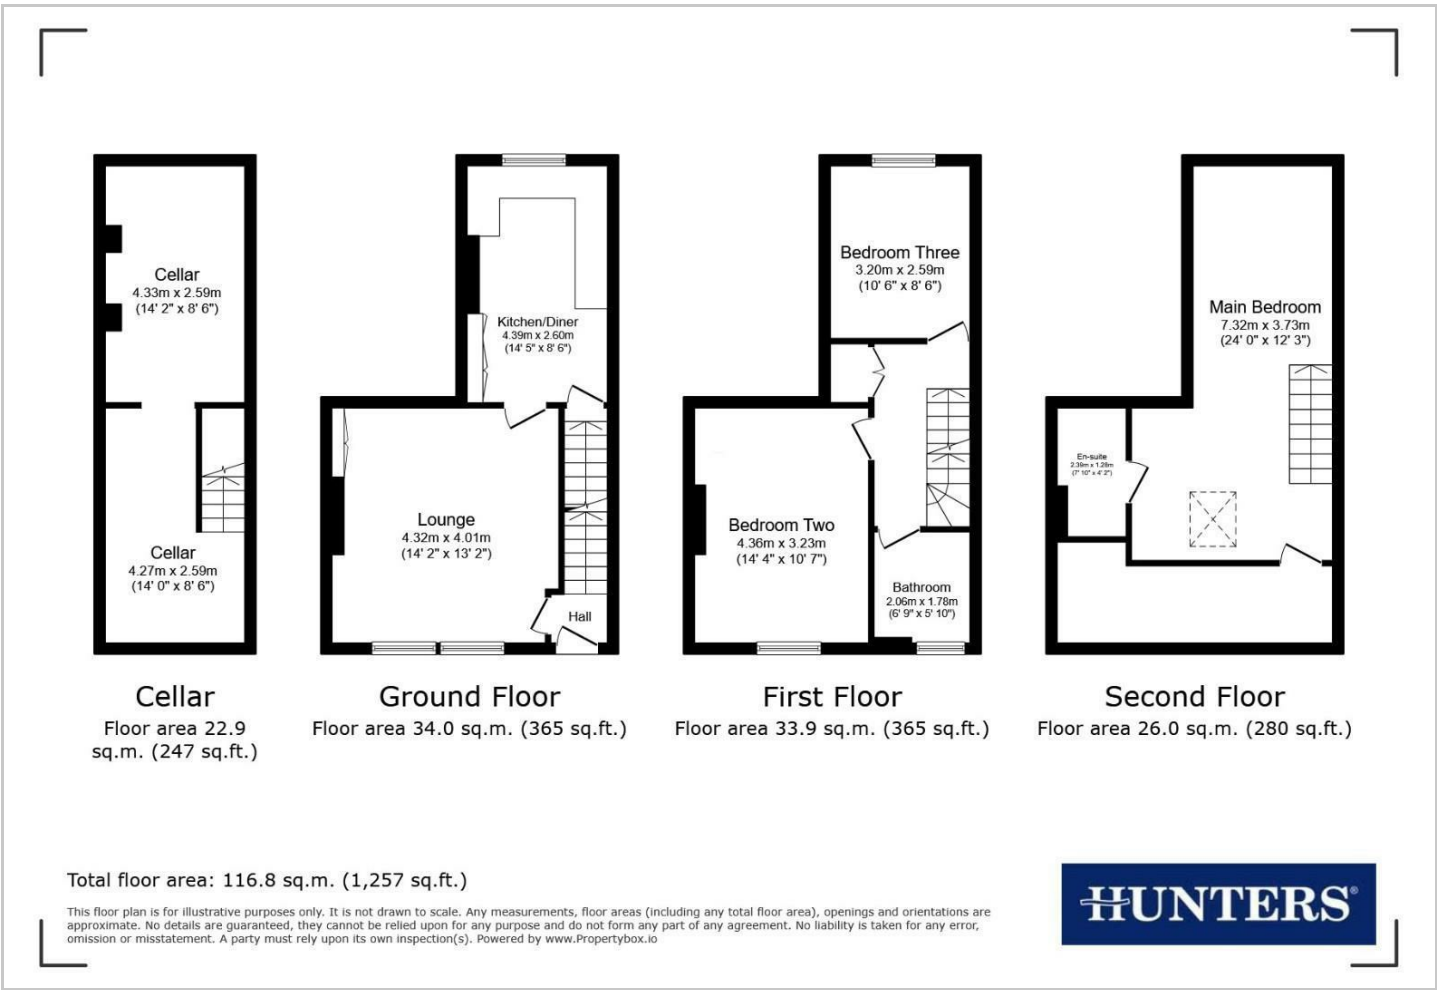 Cellar
4.33m x 2.59m
(14' 2" x 8' 6")
Cellar
4.27m x 2.59m
(14' 0" x 8' 6")
Cellar
Floor area 22.9
sq.m. (247 sq.ft.)
Kitchen/Diner
4.39m x 2.60m
(14' 5" x 8' 6")
Lounge
4.32m x 4.01m
(14' 2" x 13' 2")
Hall
Ground Floor
Floor area 34.0 sq.m. (365 sq.ft.)
Bedroom Three
3.20m x 2.59m
(10' 6" x 8' 6")
Bedroom Two
4.36m x 3.23m
(14' 4" x 10' 7")
Bathroom
2.06m x 1.78m
(6' 9" x 5' 10")
First Floor
Floor area 33.9 sq.m. (365 sq.ft.)
Main Bedroom
7.32m x 3.73m
(24' 0" x 12' 3")
En-suite
2.39m x 1.28m
(7' 10" x 4' 2")
Second Floor
Floor area 26.0 sq.m. (280 sq.ft.)
Total floor area: 116.8 sq.m. (1,257 sq.ft.)
This floor plan is for illustrative purposes only. It is not drawn to scale. Any measurements, floor areas (including any total floor area), openings and orientations are
approximate. No details are guaranteed, they cannot be relied upon for any purpose and do not form any part of any agreement. No liability is taken for any error,
omission or misstatement. A party must rely upon its own inspection(s). Powered by www.Propertybox.io
HUNTERS®